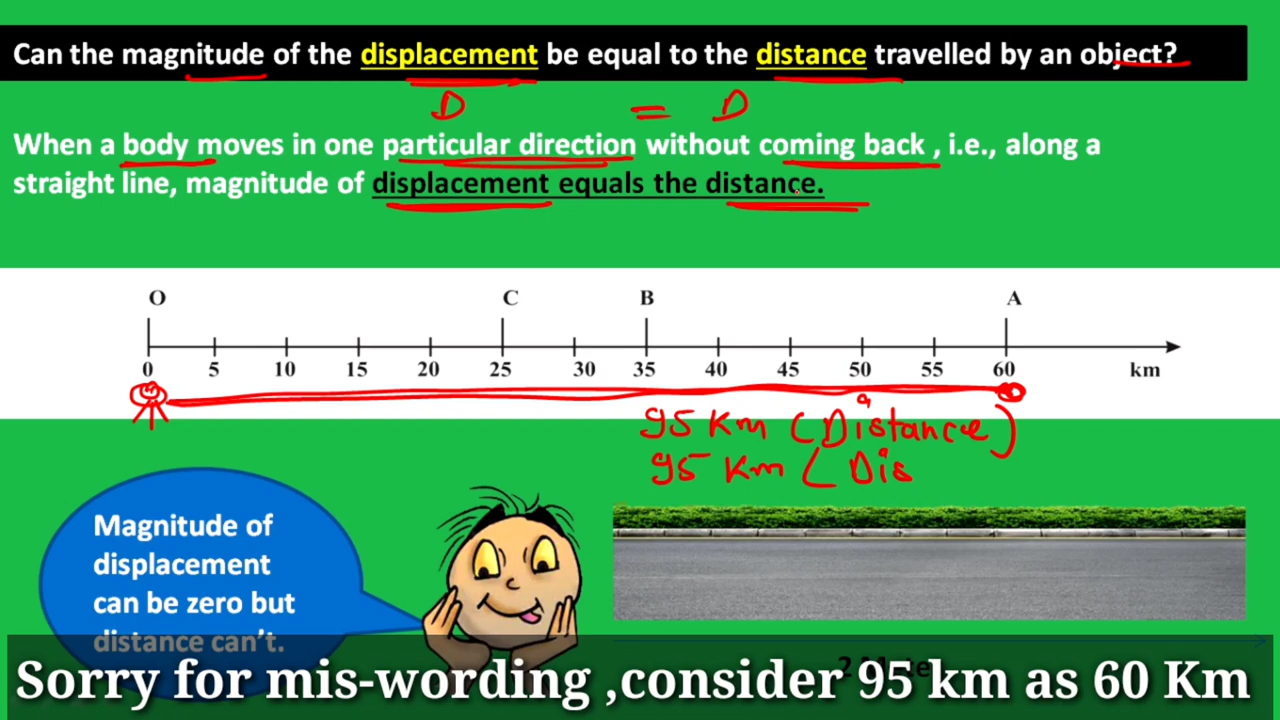 Can the magnitude of the displacement be equal to the distance travelled by an object?
D = D
When a body moves in one particular direction without coming back , i.e., along a
straight line, magnitude of displacement equals the distance.
O C B A
0 5 10 15 20 25 30 35 40 45 50 55 60 km
95 Km (Distance)
95 Km ( Dis
Magnitude of
displacement
can be zero but
distance can't.
Sorry for mis-wording ,consider 95 km as 60 Km